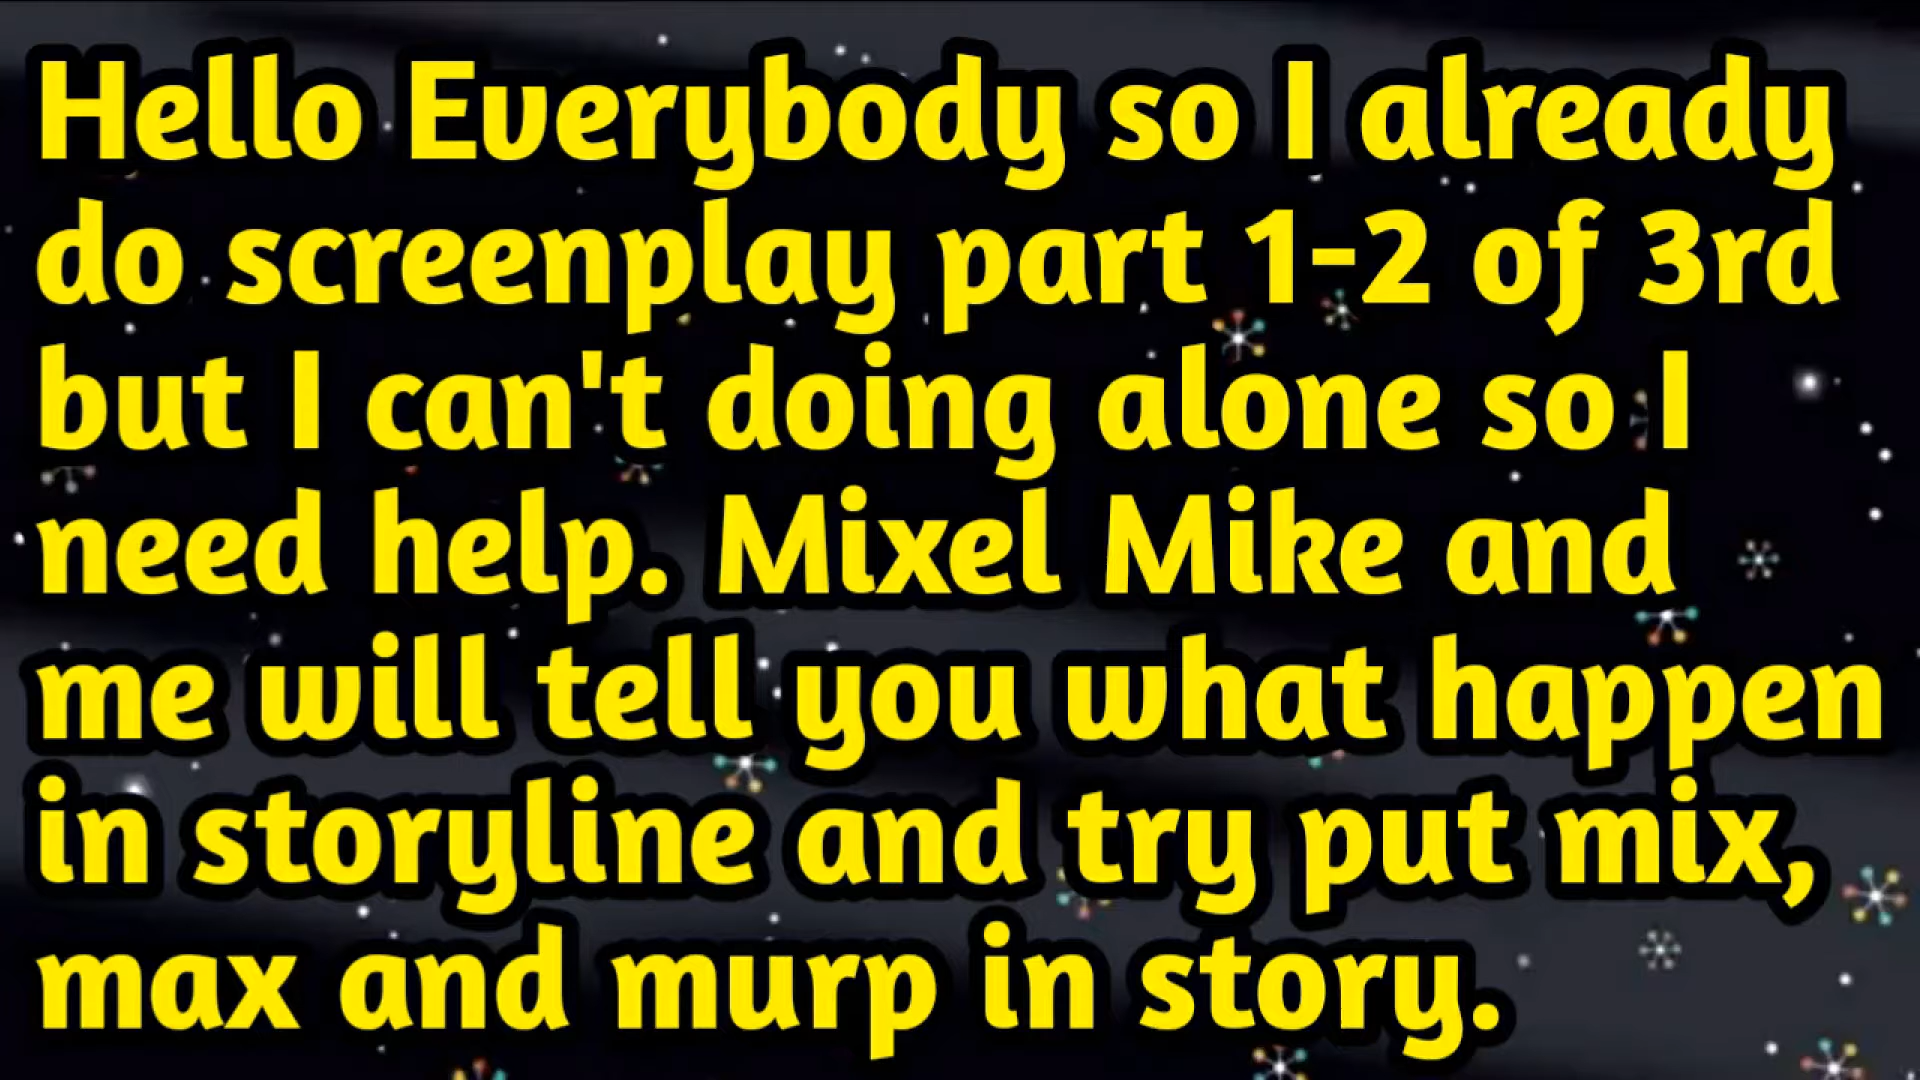 Hello Everybody so I already
do screenplay part 1-2 of 3rd
but I can't doing alone so I
need help. Mixel Mike and
me will tell you what happen
in storyline and try put mix,
max and murp in story.